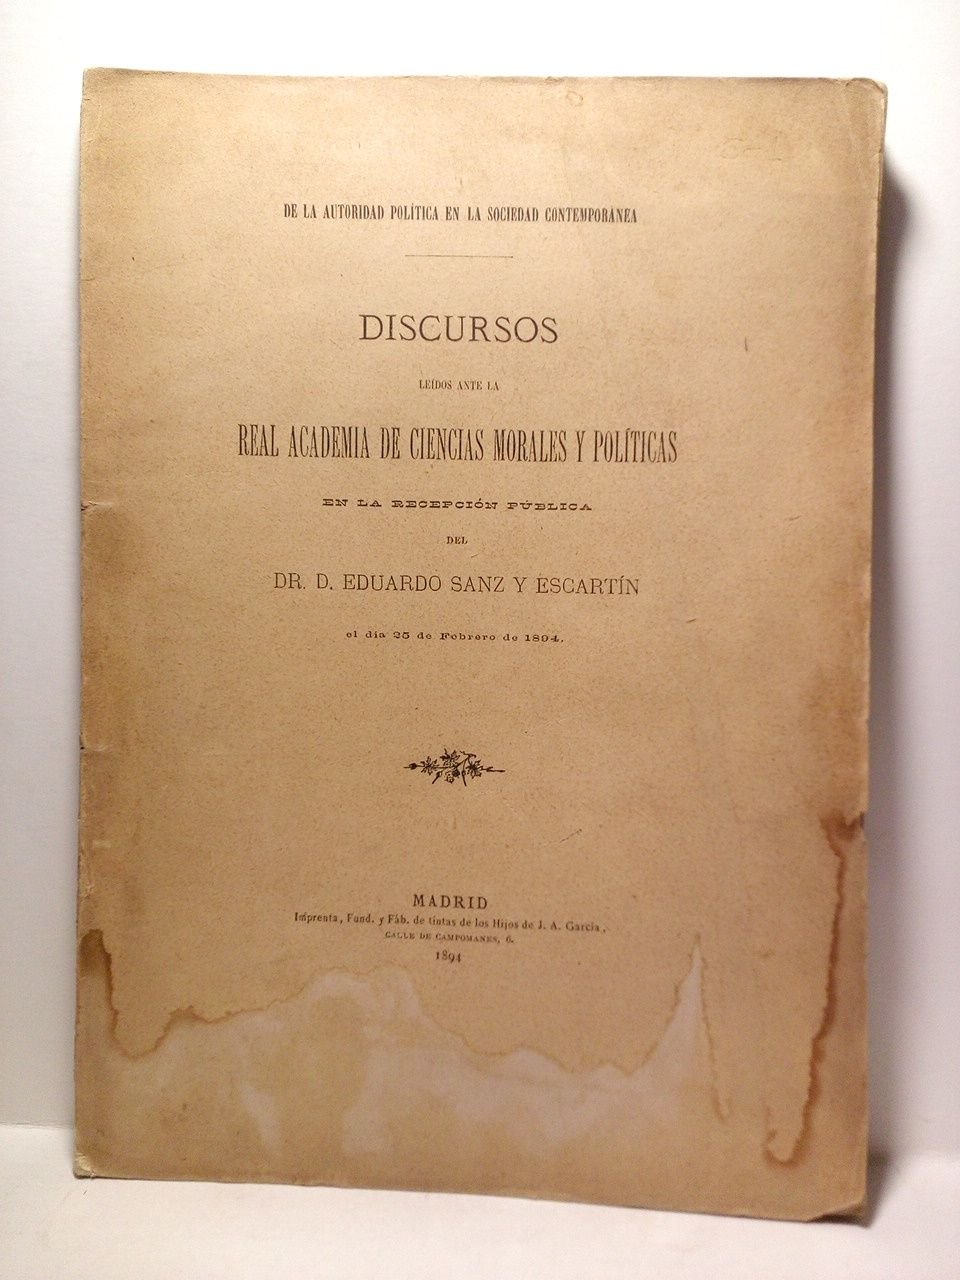 DE LA AUTORIDAD POLÍTICA EN LA SOCIEDAD CONTEMPORÁNEA
DISCURSOS
LEÍDOS ANTE LA
REAL ACADEMIA DE CIENCIAS MORALES Y POLÍTICAS
EN LA RECEPCIÓN PÚBLICA
DEL
DR. D. EDUARDO SANZ Y ESCARTÍN
el día 25 de Febrero de 1894.
MADRID
Imprenta, Fund. y Fáb. de tintas de los Hijos de J. A. García,
CALLE DE CAMPOMANES, 6.
1894